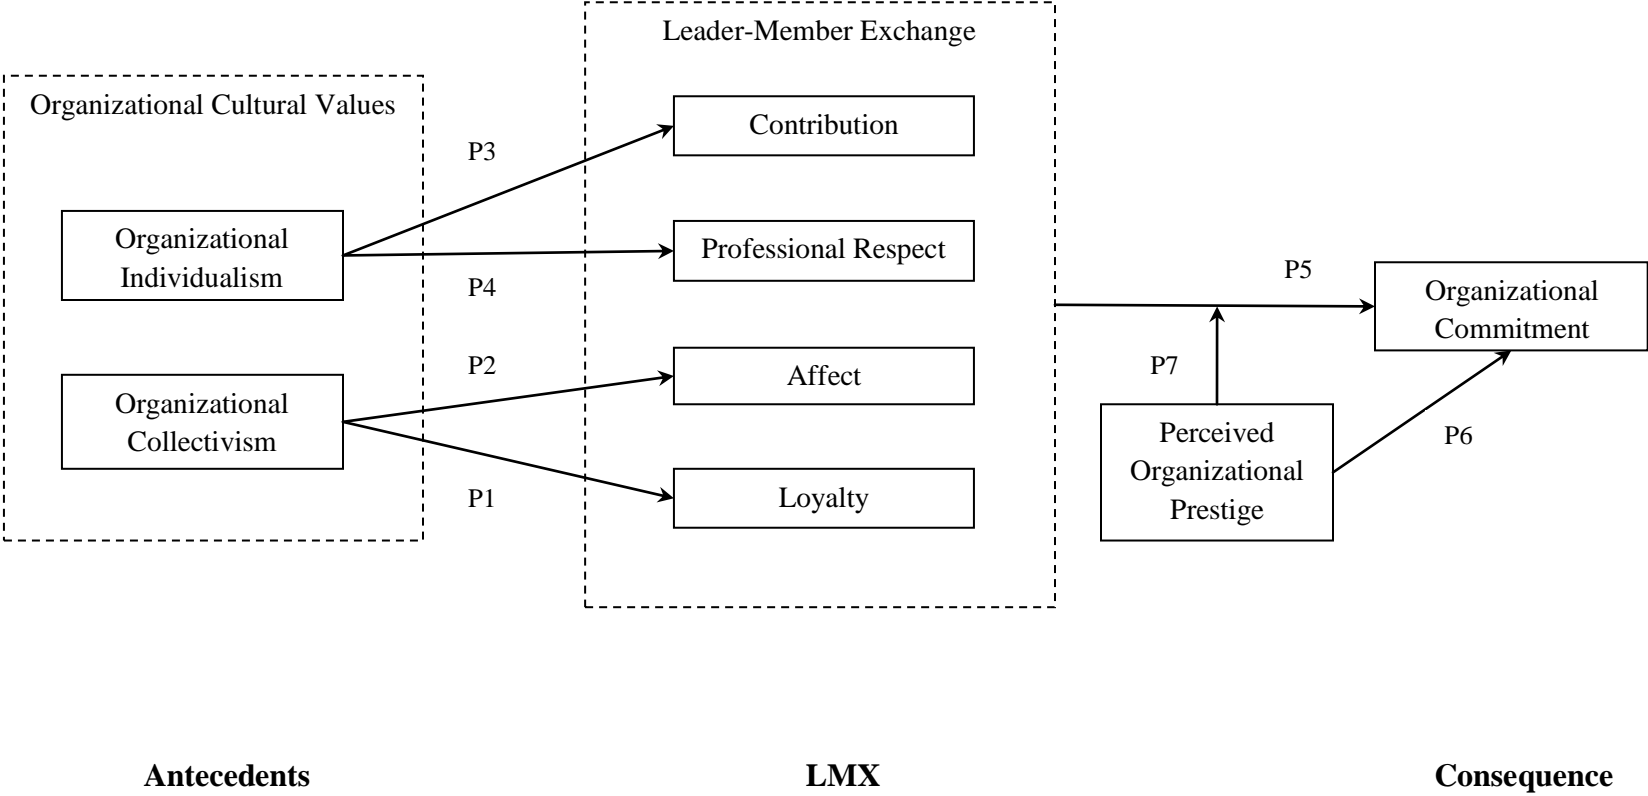 Leader-Member Exchange
Organizational Cultural Values
Contribution
P3
Organizational
Individualism
Professional Respect
P4
P5
Organizational
Commitment
P2
Affect
P7
Organizational
Collectivism
Perceived
Organizational
Prestige
P6
P1
Loyalty
Antecedents
LMX
Consequence